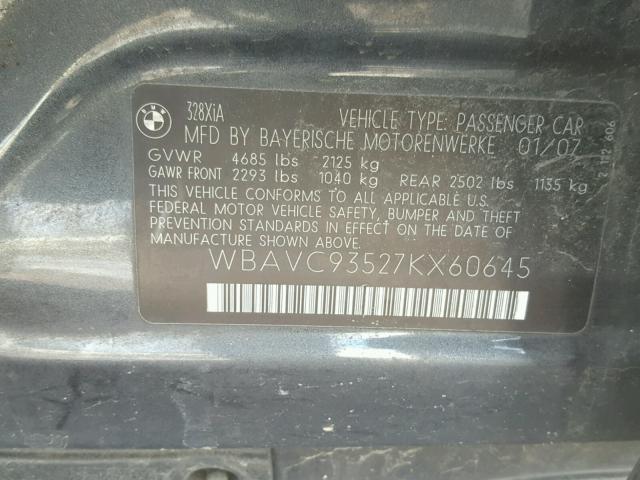 BMW
328XiA VEHICLE TYPE: PASSENGER CAR
MFD BY BAYERISCHE MOTORENWERKE 01/07
GVWR 4685 lbs 2125 kg
GAWR FRONT 2293 lbs 1040 kg REAR 2502 lbs 1135 kg
THIS VEHICLE CONFORMS TO ALL APPLICABLE U.S.
FEDERAL MOTOR VEHICLE SAFETY, BUMPER AND THEFT
PREVENTION STANDARDS IN EFFECT ON THE DATE OF
MANUFACTURE SHOWN ABOVE.
WBAVC93527KX60645